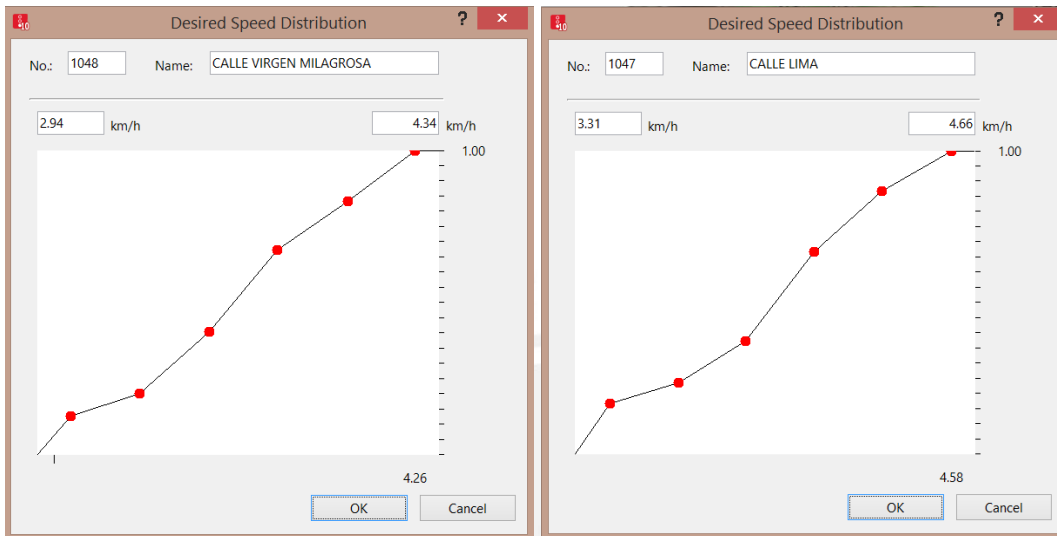 Desired Speed Distribution ? ×
No.: 1048 Name: CALLE VIRGEN MILAGROSA
2.94 km/h 4.34 km/h
1.00
4.26
OK Cancel
Desired Speed Distribution ? ×
No.: 1047 Name: CALLE LIMA
3.31 km/h 4.66 km/h
1.00
4.58
OK Cancel